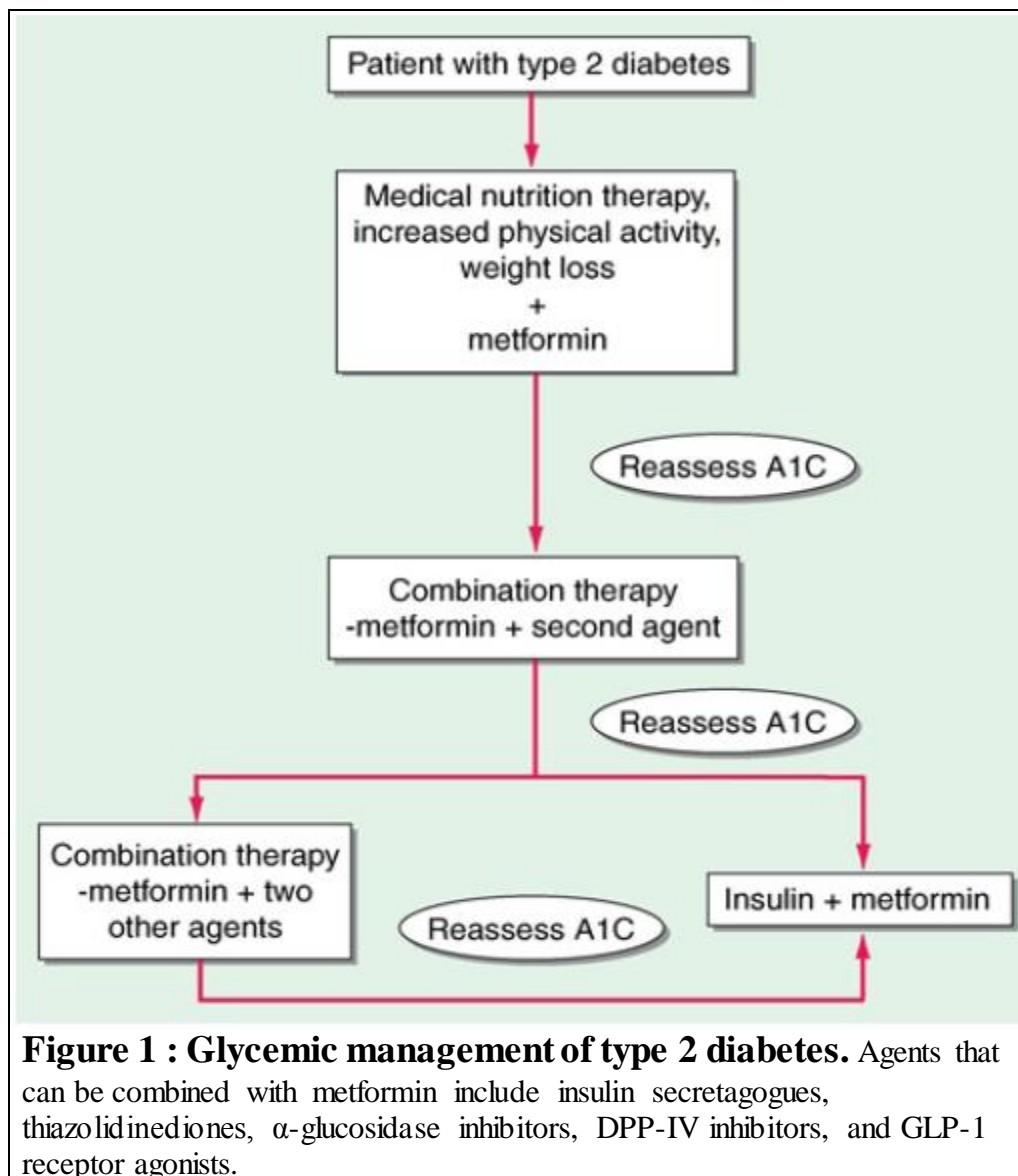 Patient with type 2 diabetes
Medical nutrition therapy,
increased physical activity,
weight loss
+
metformin
Reassess A1C
Combination therapy
-metformin + second agent
Reassess A1C
Combination therapy
-metformin + two
other agents
Reassess A1C
Insulin + metformin
Figure 1 : Glycemic management of type 2 diabetes. Agents that
can be combined with metformin include insulin secretagogues,
thiazolidinediones, α-glucosidase inhibitors, DPP-IV inhibitors, and GLP-1
receptor agonists.